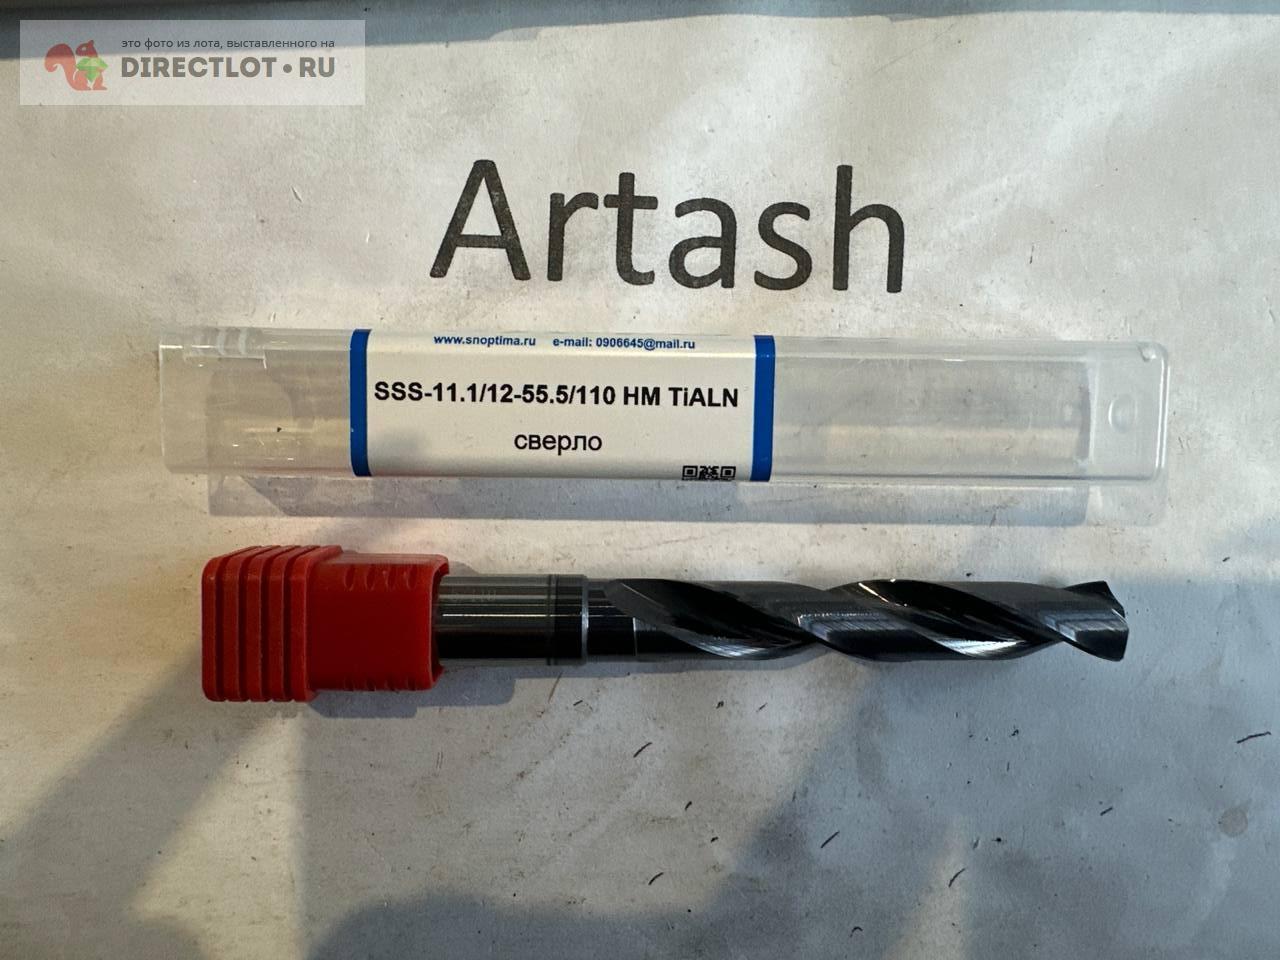 это фото из лота, выставленного на
DIRECTLOT.RU
Artash
www.snoptima.ru e-mail: 0906645@mail.ru
SSS-11.1/12-55.5/110 HM TiALN
сверло